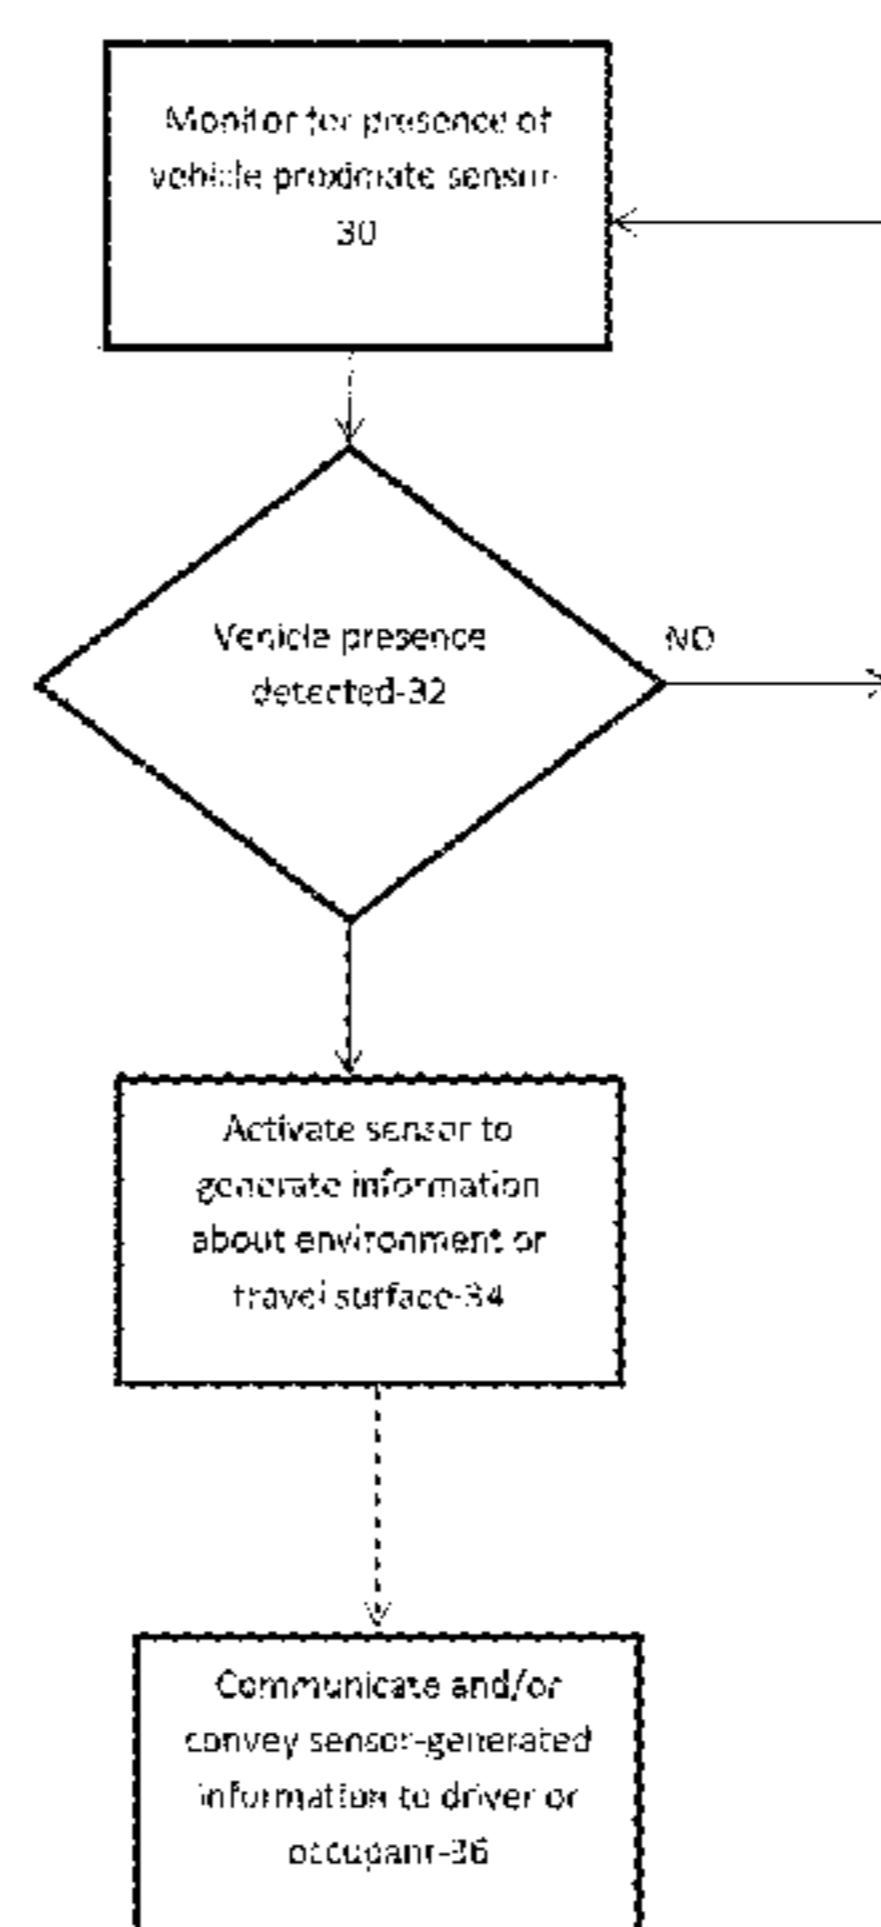 Monitor for presence of
vehicle proximate sensor-
30
Vehicle presence
detected-32
NO
Activate sensor to
generate information
about environment or
travel surface-34
Communicate and/or
convey sensor-generated
information to driver or
occupant-36